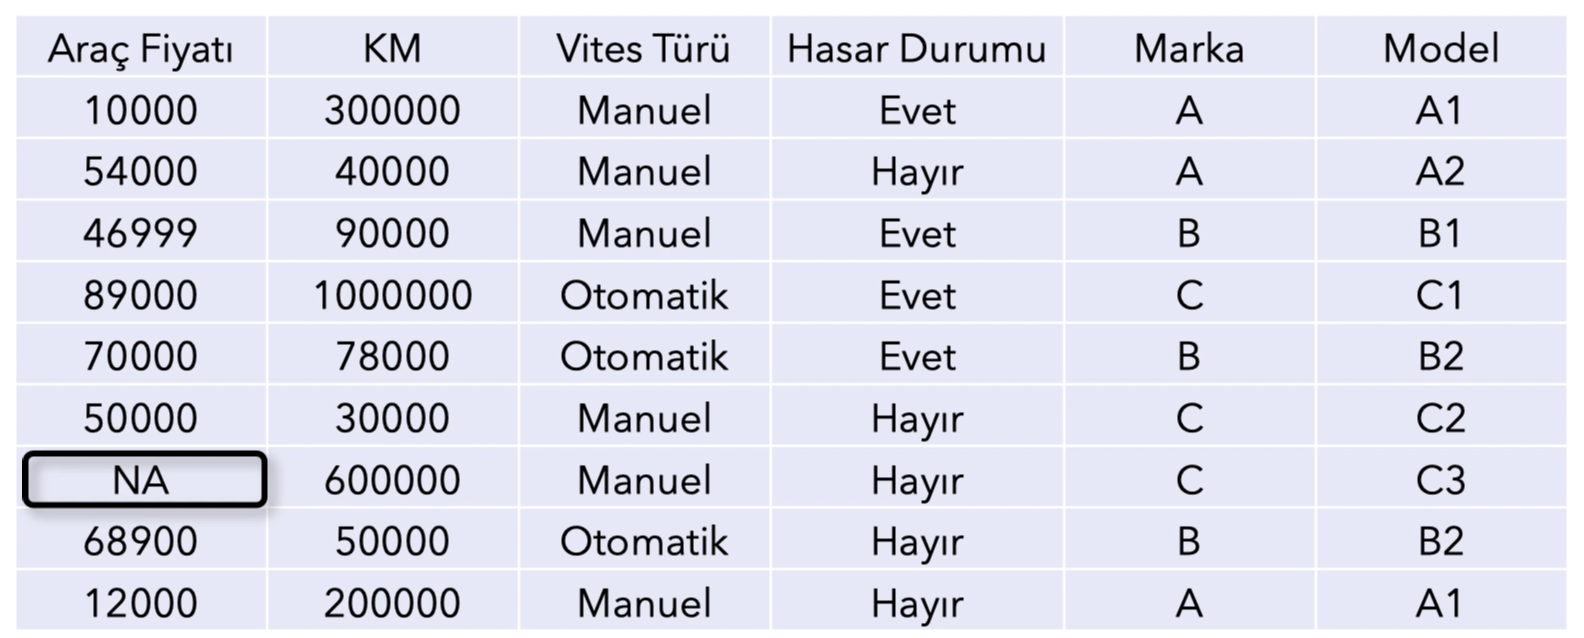 Araç Fiyatı KM Vites Türü Hasar Durumu Marka Model
10000 300000 Manuel Evet A A1
54000 40000 Manuel Hayır A A2
46999 90000 Manuel Evet B B1
89000 1000000 Otomatik Evet C C1
70000 78000 Otomatik Evet B B2
50000 30000 Manuel Hayır C C2
NA 600000 Manuel Hayır C C3
68900 50000 Otomatik Hayır B B2
12000 200000 Manuel Hayır A A1